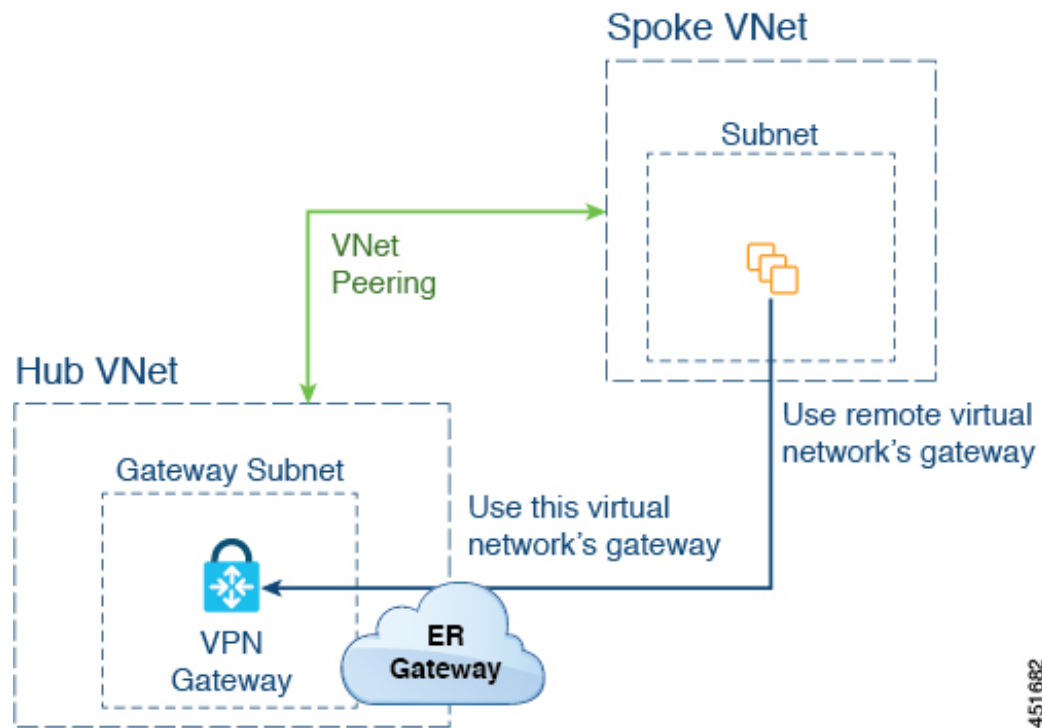 Spoke VNet
Subnet
VNet
Peering
Hub VNet
Use remote virtual
network's gateway
Gateway Subnet
Use this virtual
network's gateway
VPN
Gateway
ER
Gateway
451682